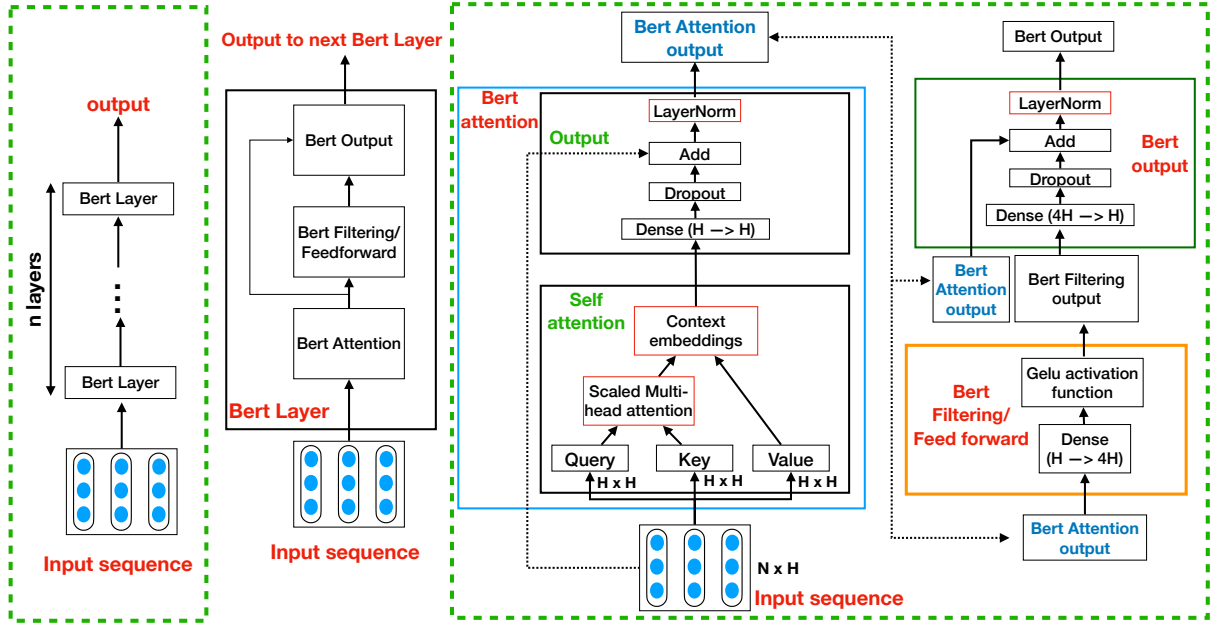 output
Bert Layer
n layers
Bert Layer
Input sequence
Output to next Bert Layer
Bert Output
Bert Filtering/
Feedforward
Bert Attention
Bert Layer
Input sequence
Bert Attention
output
Bert
attention
Output
LayerNorm
Add
Dropout
Dense (H —> H)
Self
attention
Context
embeddings
Scaled Multi-
head attention
Query
Key
Value
H x H
H x H
H x H
N x H
Input sequence
Bert Output
LayerNorm
Add
Bert
output
Dropout
Dense (4H —> H)
Bert
Attention
output
Bert Filtering
output
Gelu activation
function
Bert
Filtering/
Feed forward
Dense
(H —> 4H)
Bert Attention
output